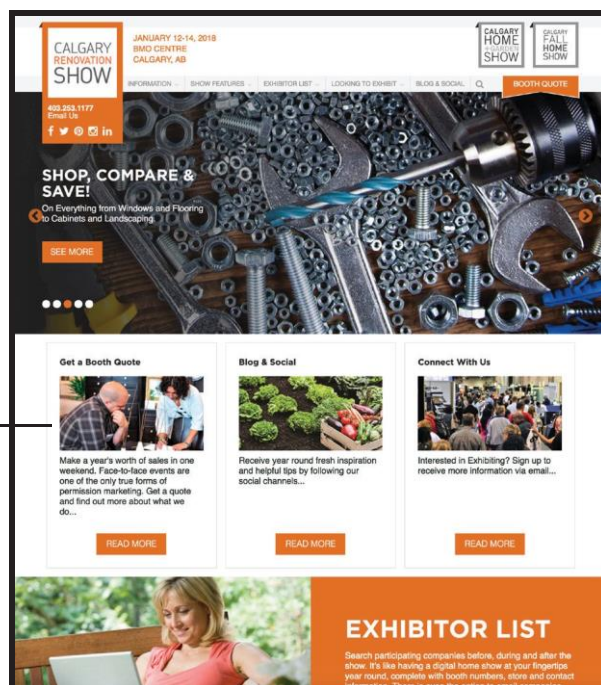 CALGARY
RENOVATION
SHOW
JANUARY 12-14, 2018
BMO CENTRE
CALGARY, AB
CALGARY
HOME
+GARDEN
SHOW
CALGARY
FALL
HOME
SHOW
INFORMATION
SHOW FEATURES
EXHIBITOR LIST
LOOKING TO EXHIBIT
BLOG & SOCIAL
BOOTH QUOTE
403.253.1177
Email Us
SHOP, COMPARE &
SAVE!
On Everything from Windows and Flooring
to Cabinets and Landscaping
SEE MORE
Get a Booth Quote
Make a year's worth of sales in one
weekend. Face-to-face events are
one of the only true forms of
permission marketing. Get a quote
and find out more about what we
do...
READ MORE
Blog & Social
Receive year round fresh inspiration
and helpful tips by following our
social channels...
READ MORE
Connect With Us
Interested in Exhibiting? Sign up to
receive more information via email...
READ MORE
EXHIBITOR LIST
Search participating companies before, during and after the
show. It's like having a digital home show at your fingertips
year round, complete with booth numbers, store and contact